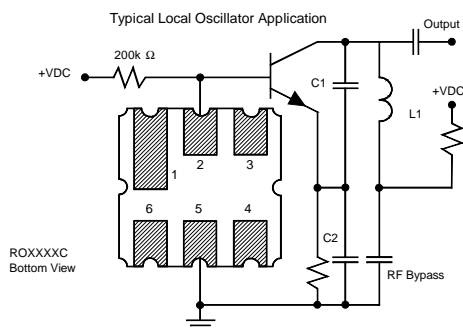 Typical Local Oscillator Application
Output
200k Ω
+VDC
C1
+VDC
L1
1
2
3
6
5
4
C2
ROXXXXC
Bottom View
RF Bypass